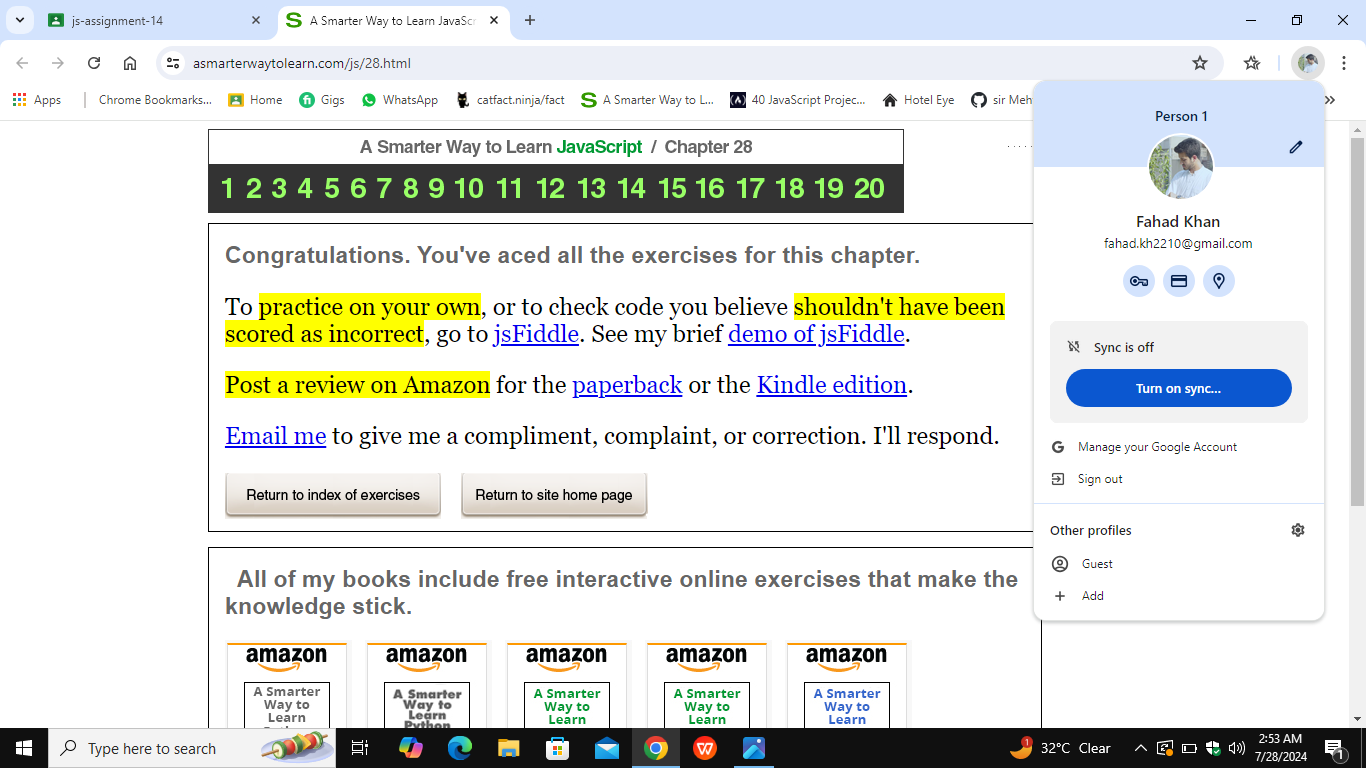 js-assignment-14
A Smarter Way to Learn JavaSc
asmarterwaytolearn.com/js/28.html
Apps
Chrome Bookmarks...
Home
Gigs
WhatsApp
catfact.ninja/fact
A Smarter Way to L...
40 JavaScript Projec...
Hotel Eye
sir Meh
A Smarter Way to Learn JavaScript / Chapter 28
1 2 3 4 5 6 7 8 9 10 11 12 13 14 15 16 17 18 19 20
Congratulations. You've aced all the exercises for this chapter.
To practice on your own, or to check code you believe shouldn't have been
scored as incorrect, go to jsFiddle. See my brief demo of jsFiddle.
Post a review on Amazon for the paperback or the Kindle edition.
Email me to give me a compliment, complaint, or correction. I'll respond.
Return to index of exercises
Return to site home page
All of my books include free interactive online exercises that make the
knowledge stick.
amazon
A Smarter
Way to
Learn
amazon
A Smarter
Way to
Learn Python
amazon
A Smarter
Way to
Learn
amazon
A Smarter
Way to
Learn
amazon
A Smarter
Way to
Learn
Person 1
Fahad Khan
fahad.kh2210@gmail.com
Sync is off
Turn on sync...
Manage your Google Account
Sign out
Other profiles
Guest
Add
Type here to search
1
32°C Clear
2:53 AM
7/28/2024
1